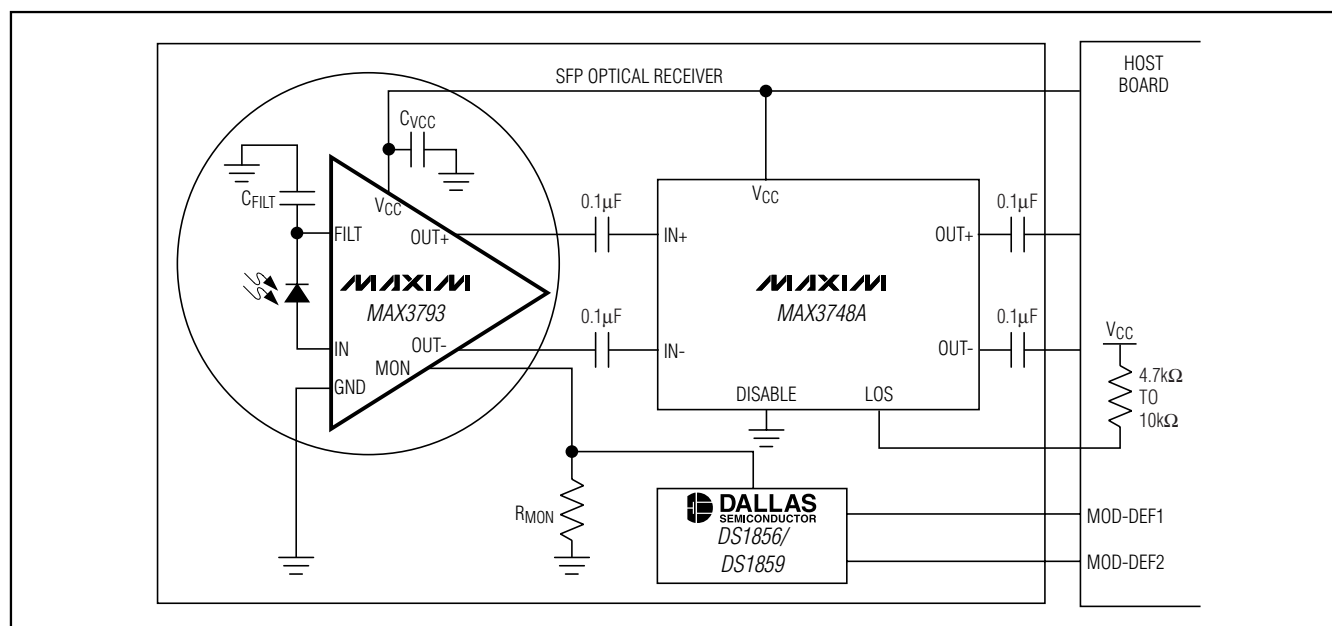 SFP OPTICAL RECEIVER
HOST
BOARD
CVCC
CFILT
VCC
FILT
OUT+
MAXIM
MAX3793
IN
OUT-
MON
GND
0.1µF
0.1µF
VCC
IN+
OUT+
MAXIM
MAX3748A
IN-
OUT-
DISABLE
LOS
0.1µF
0.1µF
VCC
4.7kΩ
TO
10kΩ
RMON
DALLAS
SEMICONDUCTOR
DS1856/
DS1859
MOD-DEF1
MOD-DEF2